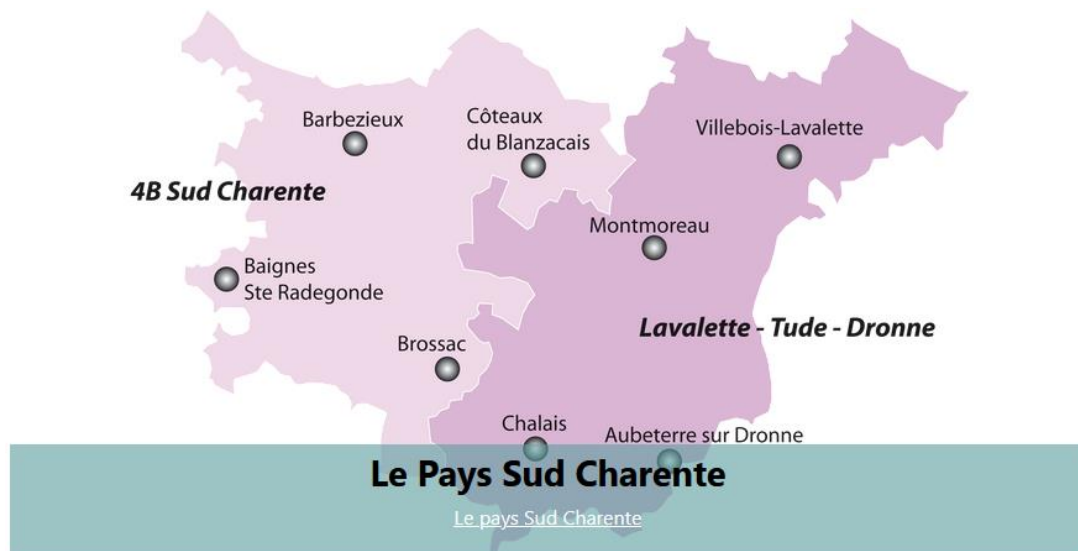 Barbezieux
Côteaux
du Blanzacais
Villebois-Lavalette
4B Sud Charente
Montmoreau
Baignes
Ste Radegonde
Lavalette - Tude - Dronne
Brossac
Chalais
Aubeterre sur Dronne
Le Pays Sud Charente
Le pays Sud Charente